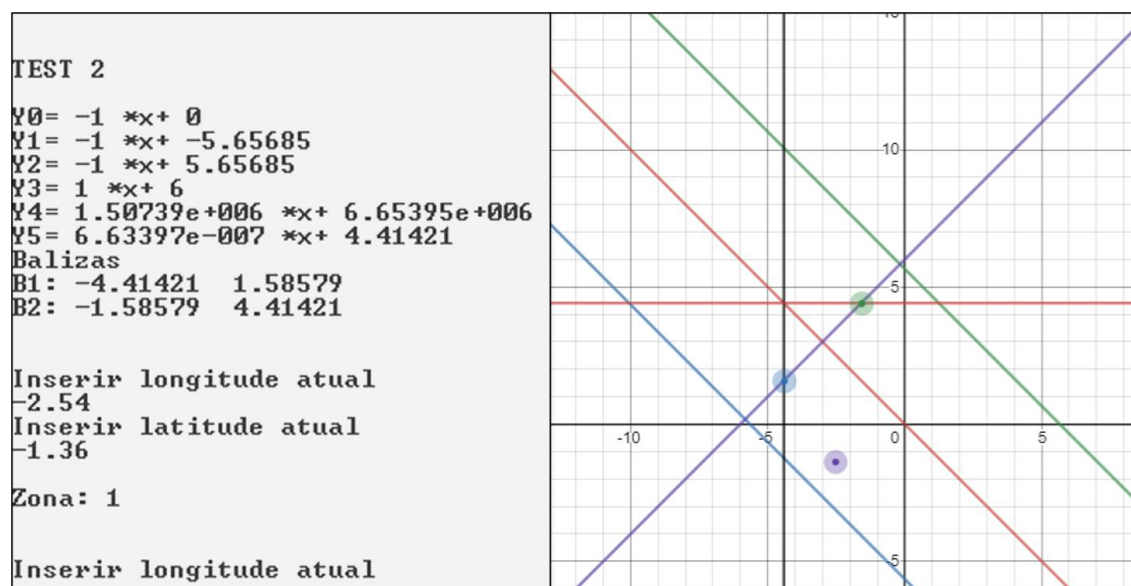 TEST 2
Y0= -1 *x+ 0
Y1= -1 *x+ -5.65685
Y2= -1 *x+ 5.65685
Y3= 1 *x+ 6
Y4= 1.50739e+006 *x+ 6.65395e+006
Y5= 6.63397e-007 *x+ 4.41421
Balizas
B1: -4.41421 1.58579
B2: -1.58579 4.41421
Inserir longitude atual
-2.54
Inserir latitude atual
-1.36
Zona: 1
Inserir longitude atual
15
10
5
-10
-5
0
5
-5